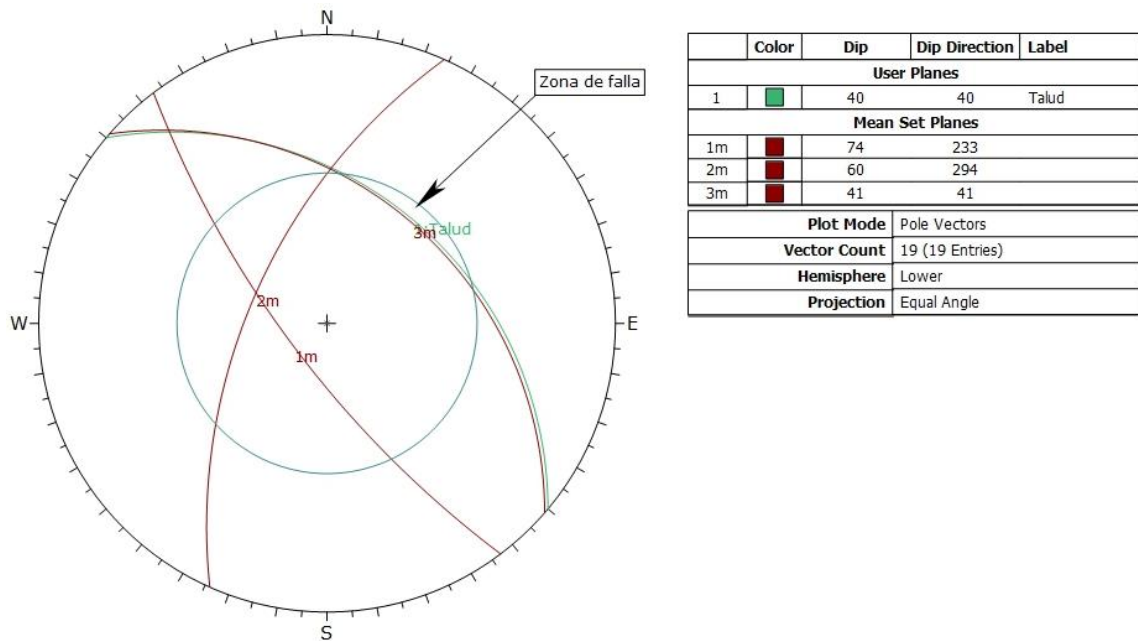 N
Zona de falla
Talud
3m
2m
W
E
1m
S
Color Dip Dip Direction Label
User Planes
1 40 40 Talud
Mean Set Planes
1m 74 233
2m 60 294
3m 41 41
Plot Mode Pole Vectors
Vector Count 19 (19 Entries)
Hemisphere Lower
Projection Equal Angle